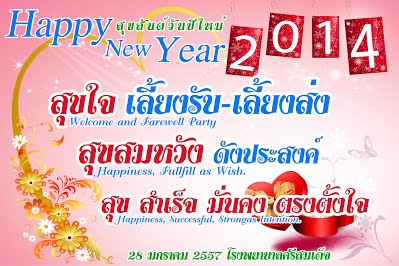 Happy สุขสันต์วันปีใหม่
New Year 2014
สุขใจ เลี้ยงรับ-เลี้ยงส่ง
Welcome and Farewell Party
สุขสมหวัง ดังประสงค์
Happiness, Fullfill as Wish.
สุข สำเร็จ มั่นคง ตรงตั้งใจ
Happiness, Successful, Strongas Intention.
28 มกราคม 2557 โรงพยาบาลศรีสมเด็จ